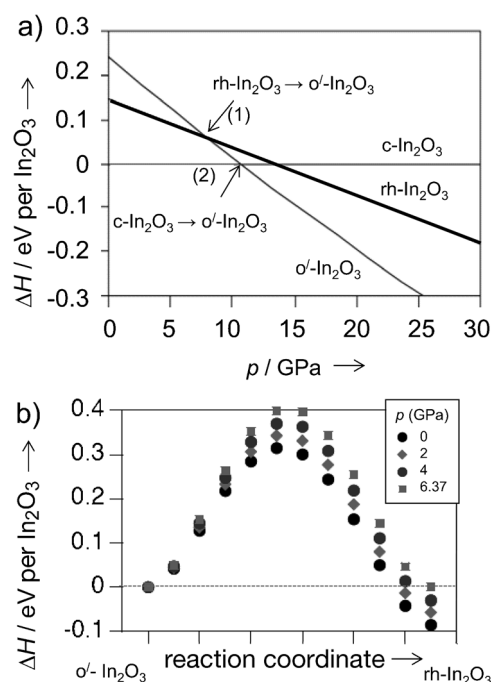 a)
0.3
0.2
0.1
0
-0.1
-0.2
-0.3
ΔH / eV per In₂O₃ →
rh-In₂O₃ → o′-In₂O₃
(1)
c-In₂O₃
(2)
rh-In₂O₃
c-In₂O₃ → o′-In₂O₃
o′-In₂O₃
0 5 10 15 20 25 30
p / GPa →
b)
0.4
0.3
0.2
0.1
0
-0.1
ΔH / eV per In₂O₃ →
p (GPa)
0
2
4
6.37
o′- In₂O₃ reaction coordinate → rh-In₂O₃